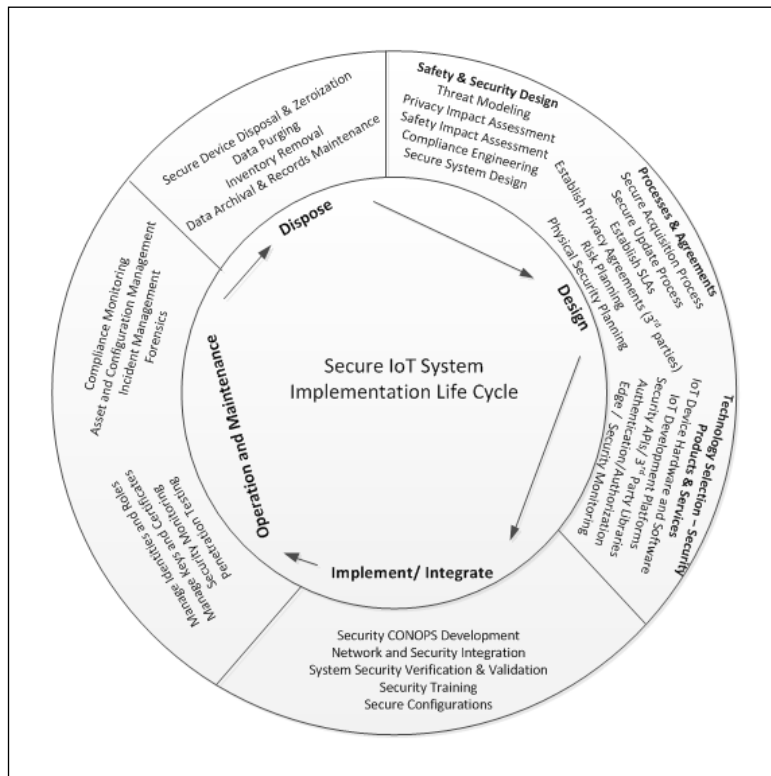 Safety & Security Design
Threat Modeling
Privacy Impact Assessment
Safety Impact Assessment
Compliance Engineering
Secure System Design
Processes & Agreements
Secure Acquisition Process
Secure Update Process
Establish SLAs
Establish Privacy Agreements (3rd parties)
Risk Planning
Physical Security Planning
Technology Selection – Security
Products & Services
IoT Device Hardware and Software
IoT Development Platforms
Security APIs/ 3rd Party Libraries
Authentication/Authorization
Edge / Security Monitoring
Security CONOPS Development
Network and Security Integration
System Security Verification & Validation
Security Training
Secure Configurations
Manage Identities and Roles
Manage Keys and Certificates
Security Monitoring
Penetration Testing
Compliance Monitoring
Asset and Configuration Management
Incident Management
Forensics
Secure Device Disposal & Zeroization
Data Purging
Inventory Removal
Data Archival & Records Maintenance
Dispose
Design
Implement/ Integrate
Operation and Maintenance
Secure IoT System
Implementation Life Cycle